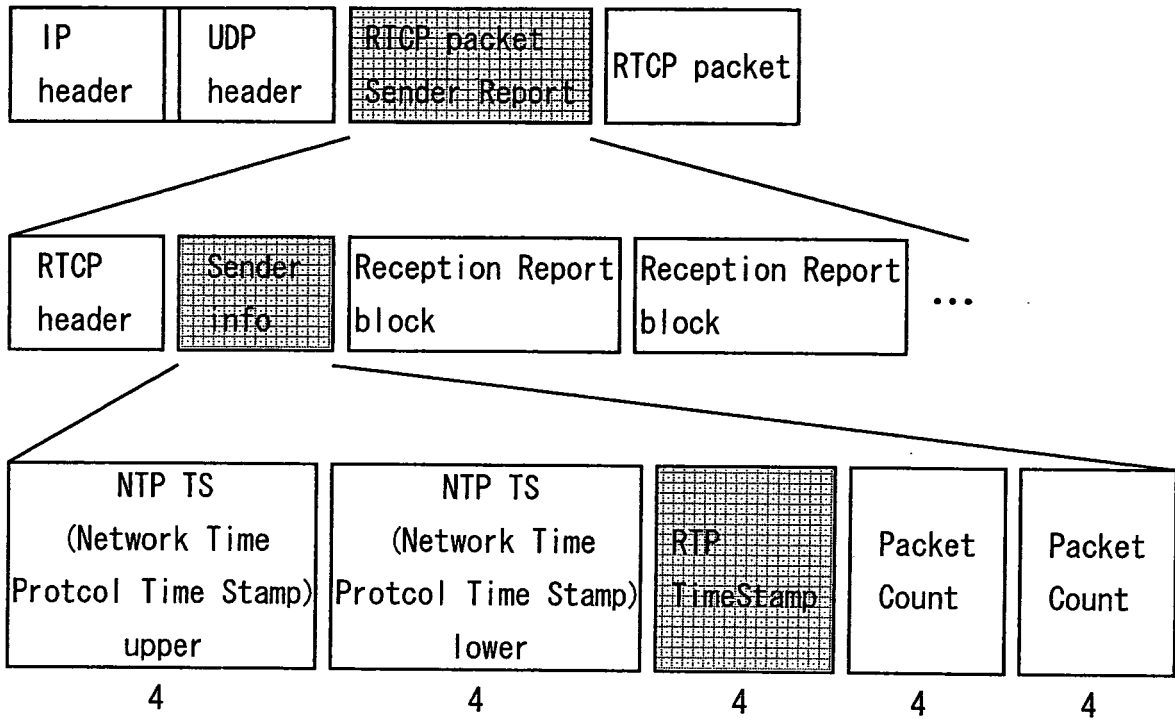 IP
header
UDP
header
RTCP packet
Sender Report
RTCP packet
RTCP
header
Sender
info
Reception Report
block
Reception Report
block
...
NTP TS
(Network Time
Protcol Time Stamp)
upper
NTP TS
(Network Time
Protcol Time Stamp)
lower
RTP
TimeStamp
Packet
Count
Packet
Count
4
4
4
4
4